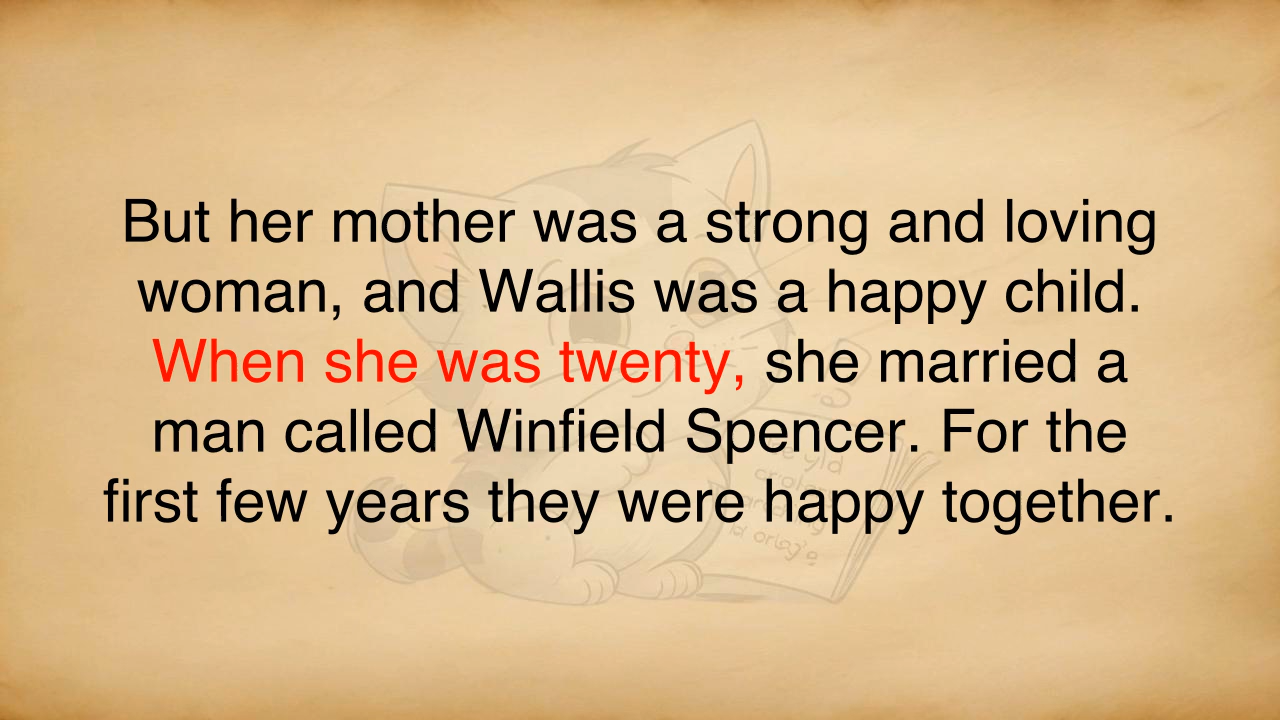 But her mother was a strong and loving
woman, and Wallis was a happy child.
When she was twenty, she married a
man called Winfield Spencer. For the
first few years they were happy together.